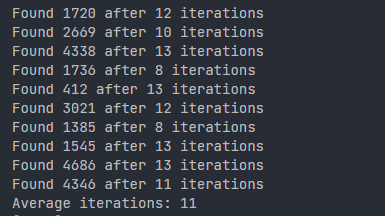 Found 1720 after 12 iterations
Found 2669 after 10 iterations
Found 4338 after 13 iterations
Found 1736 after 8 iterations
Found 412 after 13 iterations
Found 3021 after 12 iterations
Found 1385 after 8 iterations
Found 1545 after 13 iterations
Found 4686 after 13 iterations
Found 4346 after 11 iterations
Average iterations: 11